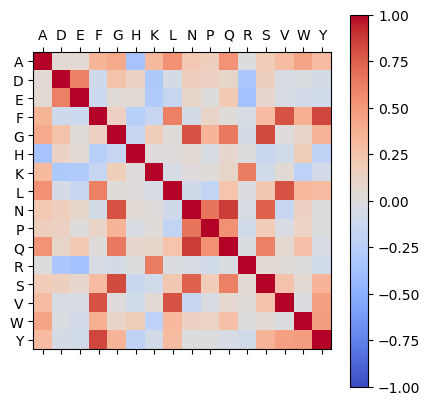 A D E F G H K L N P Q R S V W Y
A
D
E
F
G
H
K
L
N
P
Q
R
S
V
W
Y
1.00
0.75
0.50
0.25
0.00
−0.25
−0.50
−0.75
−1.00